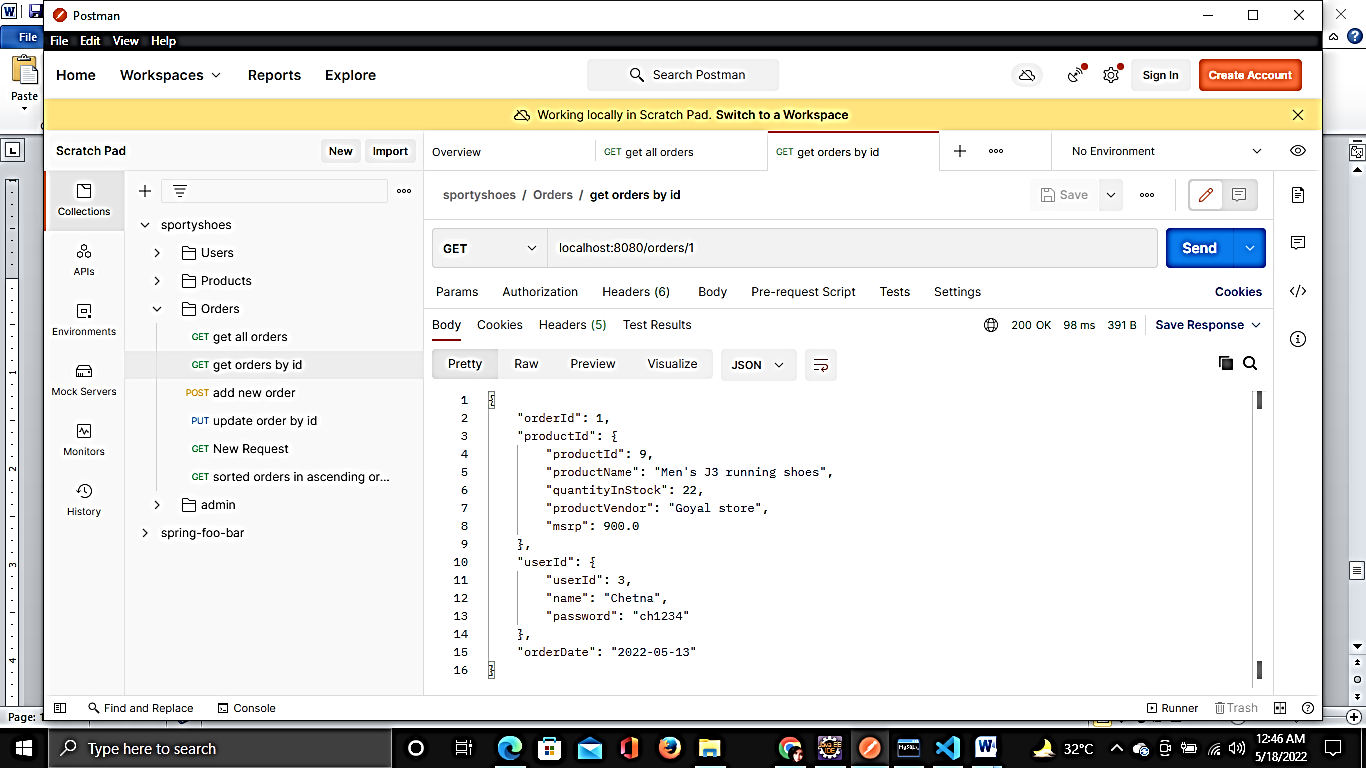 Postman
File
File Edit View Help
Paste
Home Workspaces Reports Explore
Search Postman
Sign In
Create Account
Working locally in Scratch Pad. Switch to a Workspace
Scratch Pad
New Import
Overview
GET get all orders
GET get orders by id
No Environment
sportyshoes / Orders / get orders by id
Save
Collections
APIs
Environments
Mock Servers
Monitors
History
sportyshoes
Users
Products
Orders
GET get all orders
GET get orders by id
POST add new order
PUT update order by id
GET New Request
GET sorted orders in ascending or...
admin
spring-foo-bar
GET localhost:8080/orders/1
Send
Params Authorization Headers (6) Body Pre-request Script Tests Settings
Cookies
Body Cookies Headers (5) Test Results
200 OK 98 ms 391 B Save Response
Pretty Raw Preview Visualize JSON
1 {
2 "orderId": 1,
3 "productId": {
4 "productId": 9,
5 "productName": "Men's J3 running shoes",
6 "quantityInStock": 22,
7 "productVendor": "Goyal store",
8 "msrp": 900.0
9 },
10 "userId": {
11 "userId": 3,
12 "name": "Chetna",
13 "password": "ch1234"
14 },
15 "orderDate": "2022-05-13"
16 }
Find and Replace Console
Runner Trash
Page: 1
Type here to search
32°C
12:46 AM
5/18/2022